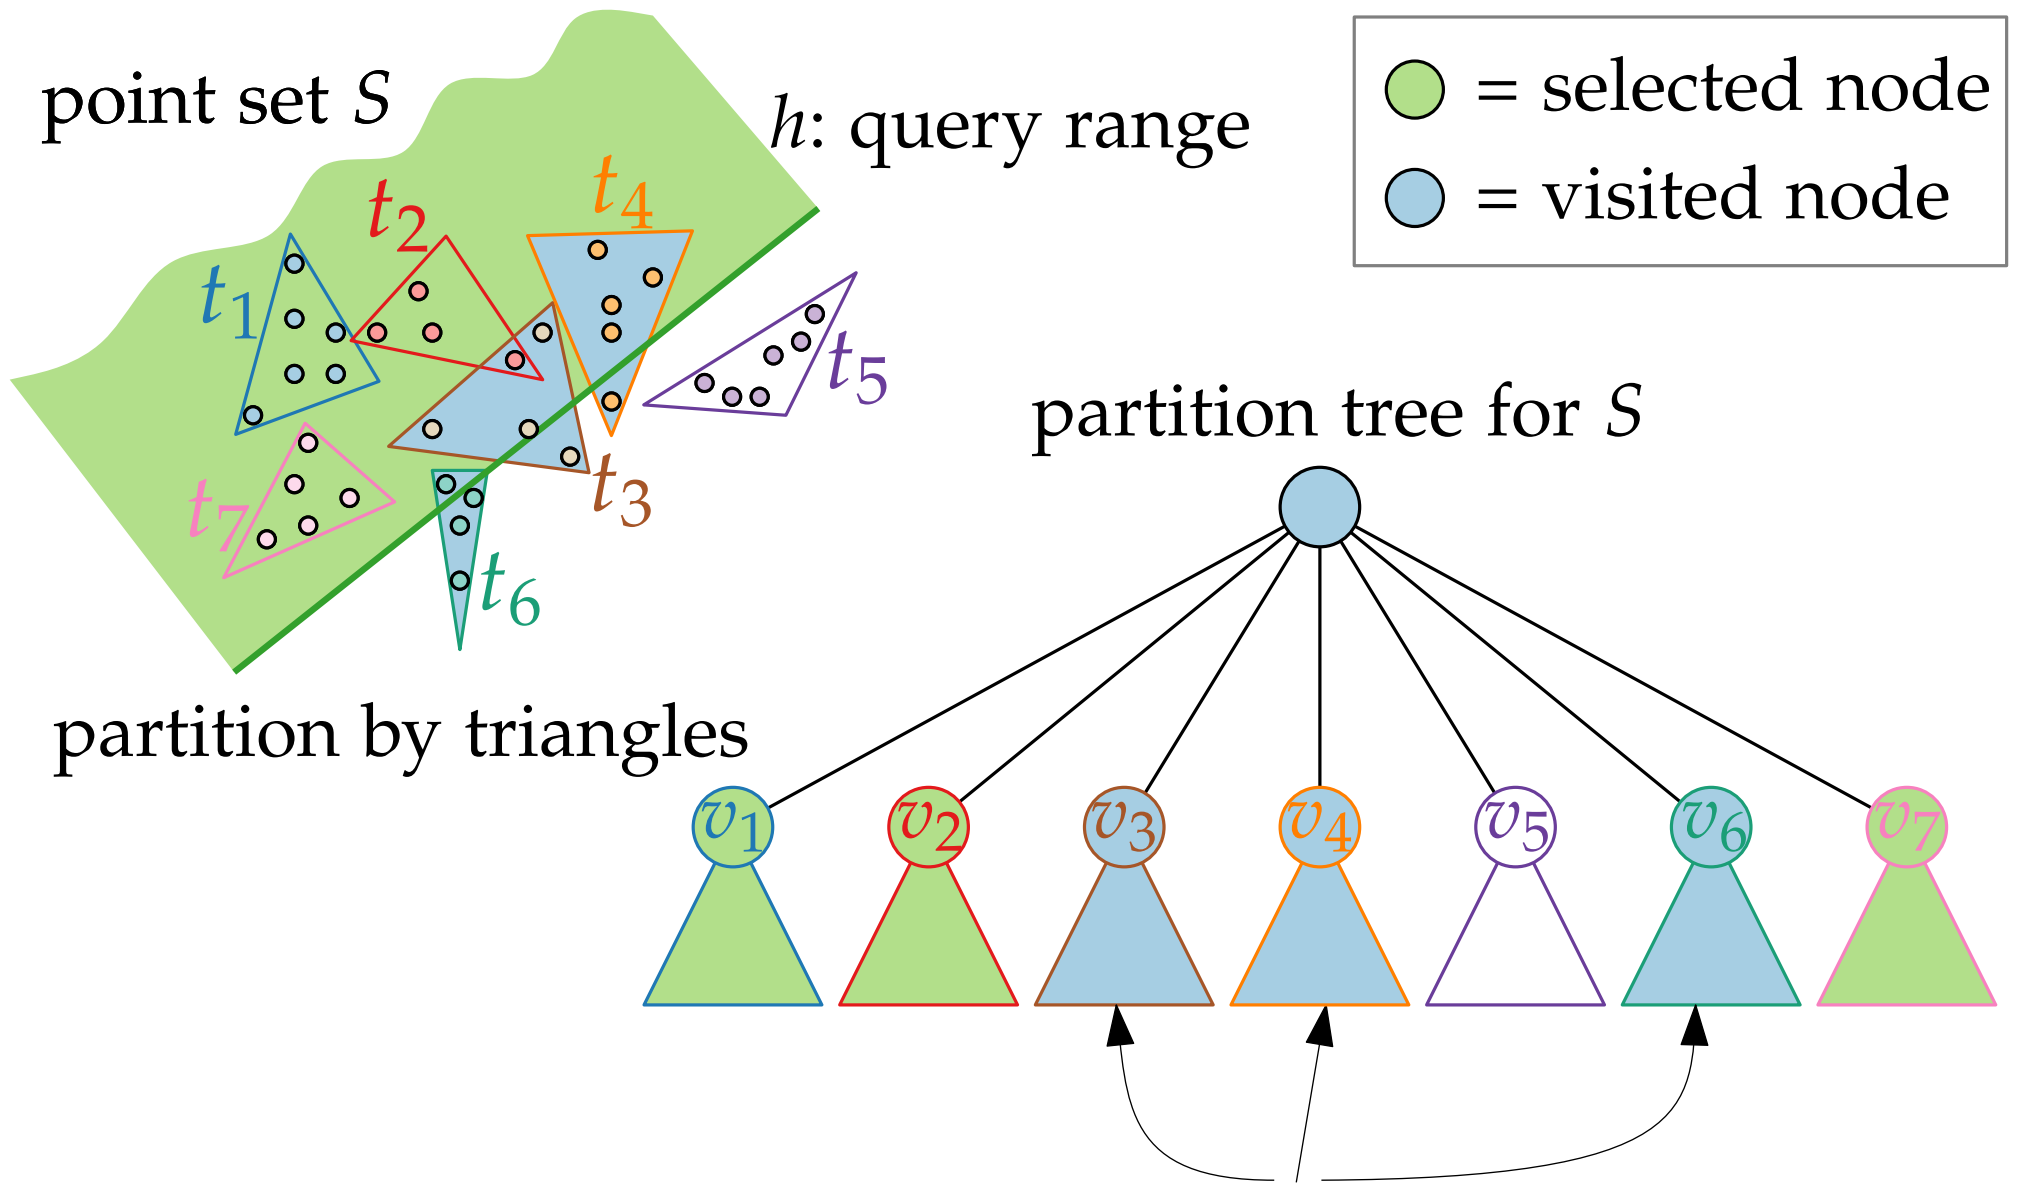 point set S
h: query range
= selected node
= visited node
t4
t2
t1
t5
partition tree for S
t3
t7
t6
partition by triangles
v1 v2 v3 v4 v5 v6 v7